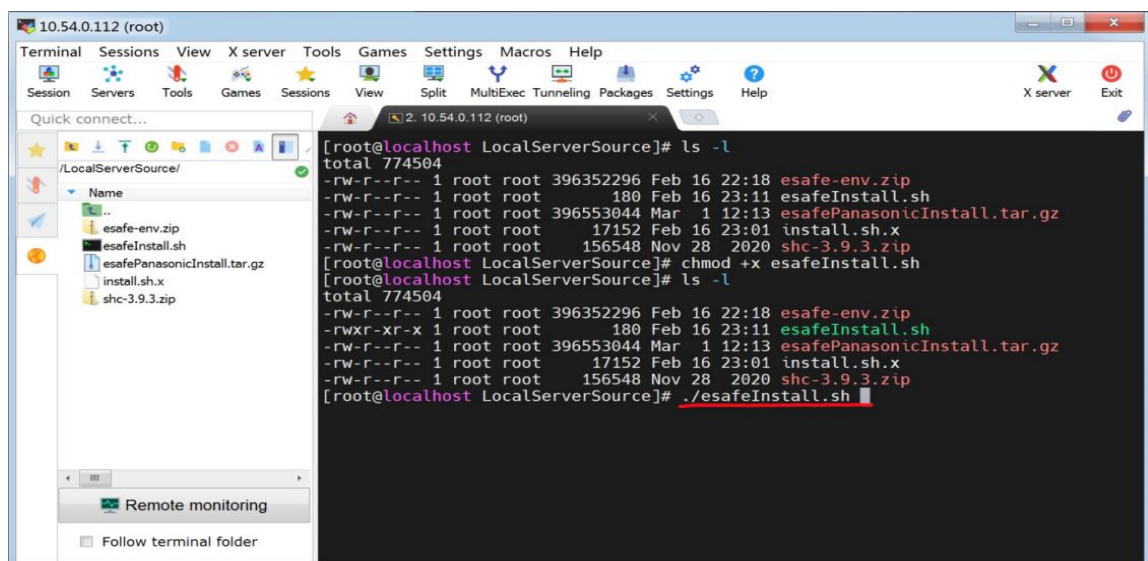 10.54.0.112 (root)
Terminal Sessions View X server Tools Games Settings Macros Help
Session Servers Tools Games Sessions View Split MultiExec Tunneling Packages Settings Help X server Exit
Quick connect...
2. 10.54.0.112 (root)
/LocalServerSource/
Name
..
esafe-env.zip
esafeInstall.sh
esafePanasonicInstall.tar.gz
install.sh.x
shc-3.9.3.zip
Remote monitoring
Follow terminal folder
[root@localhost LocalServerSource]# ls -l
total 774504
-rw-r--r-- 1 root root 396352296 Feb 16 22:18 esafe-env.zip
-rw-r--r-- 1 root root 180 Feb 16 23:11 esafeInstall.sh
-rw-r--r-- 1 root root 396553044 Mar 1 12:13 esafePanasonicInstall.tar.gz
-rw-r--r-- 1 root root 17152 Feb 16 23:01 install.sh.x
-rw-r--r-- 1 root root 156548 Nov 28 2020 shc-3.9.3.zip
[root@localhost LocalServerSource]# chmod +x esafeInstall.sh
[root@localhost LocalServerSource]# ls -l
total 774504
-rw-r--r-- 1 root root 396352296 Feb 16 22:18 esafe-env.zip
-rwxr-xr-x 1 root root 180 Feb 16 23:11 esafeInstall.sh
-rw-r--r-- 1 root root 396553044 Mar 1 12:13 esafePanasonicInstall.tar.gz
-rw-r--r-- 1 root root 17152 Feb 16 23:01 install.sh.x
-rw-r--r-- 1 root root 156548 Nov 28 2020 shc-3.9.3.zip
[root@localhost LocalServerSource]# ./esafeInstall.sh